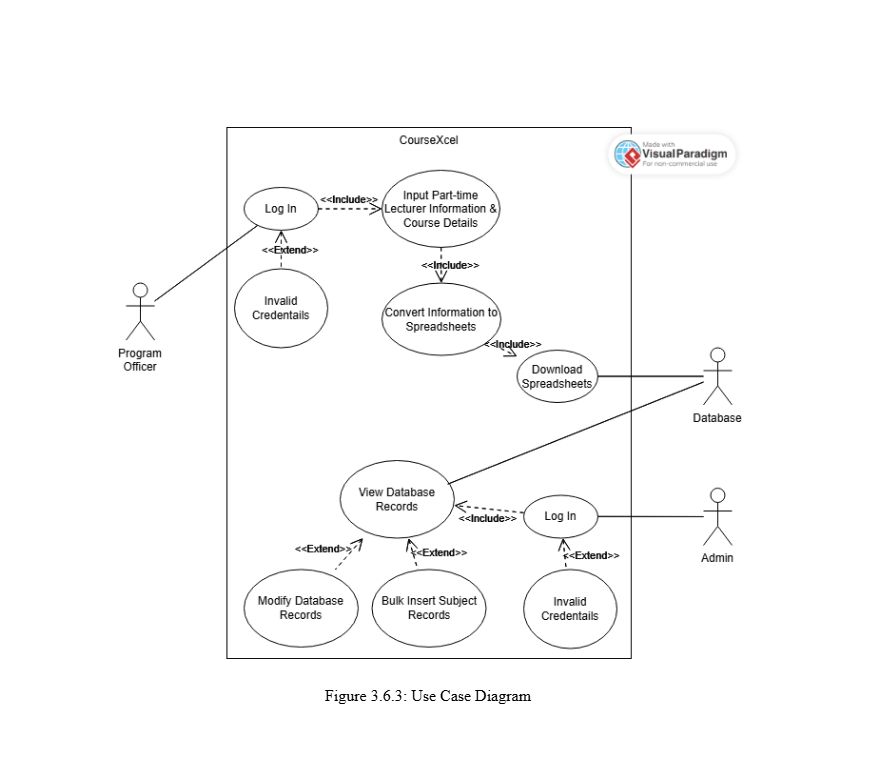 CourseXcel
Made with
VisualParadigm
For non-commercial use
Log In
<<Include>>
Input Part-time
Lecturer Information &
Course Details
<<Extend>>
<<Include>>
Invalid
Credentails
Convert Information to
Spreadsheets
<<Include>>
Program
Officer
Download
Spreadsheets
Database
View Database
Records
<<Include>>
Log In
Admin
<<Extend>>
<<Extend>>
<<Extend>>
Modify Database
Records
Bulk Insert Subject
Records
Invalid
Credentails
Figure 3.6.3: Use Case Diagram